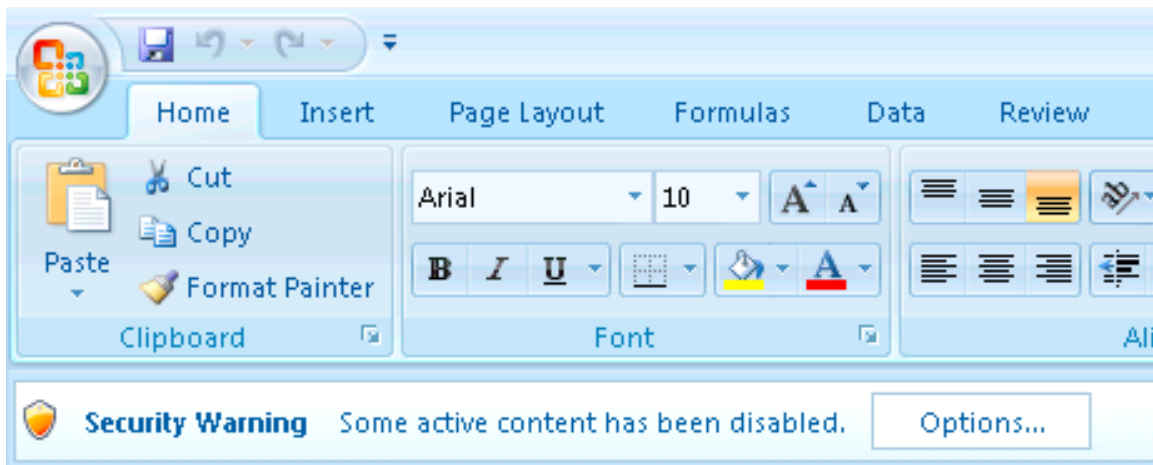 Home Insert Page Layout Formulas Data Review
Cut
Arial 10 A A
Copy
Paste
B I U A
Format Painter
Clipboard Font Ali
Security Warning Some active content has been disabled. Options...